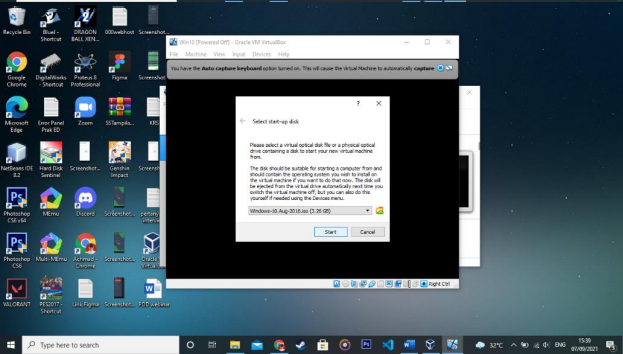 Recycle Bin
Bluel -
Shortcut
DRAGON
BALL XEN...
000webhost
Screenshot...
Google
Chrome
DigitalWorks
- Shortcut
Proteus 8
Professional
Figma
Screenshot
Microsoft
Edge
Error Panel
Prak ED
Zoom
SSTampilo...
KRS
NetBeans IDE
8.2
Hard Disk
Sentinel
Screenshot...
Genshin
Impact
Screensh
Photoshop
CS6 x64
MEmu
Discord
Screenshot...
pertany
intervie
Photoshop
CS6
Multi-MEmu
Achmad -
Chrome
Screenshot...
Oracle
Virtual
VALORANT
PES2017 -
Shortcut
Link Figma
Screenshot...
PDD webinar
Win10 [Powered Off] - Oracle VM VirtualBox
File Machine View Input Devices Help
You have the Auto capture keyboard option turned on. This will cause the Virtual Machine to automatically capture
? ×
Select start-up disk
Please select a virtual optical disk file or a physical optical
drive containing a disk to start your new virtual machine
from.
The disk should be suitable for starting a computer from and
should contain the operating system you wish to install on
the virtual machine if you want to do that now. The disk will
be ejected from the virtual drive automatically next time you
switch the virtual machine off, but you can also do this
yourself if needed using the Devices menu.
Windows-10.Aug-2018.iso (3.26 GB)
Start Cancel
Right Ctrl
Type here to search
32°C
ENG
15:39
07/09/2021